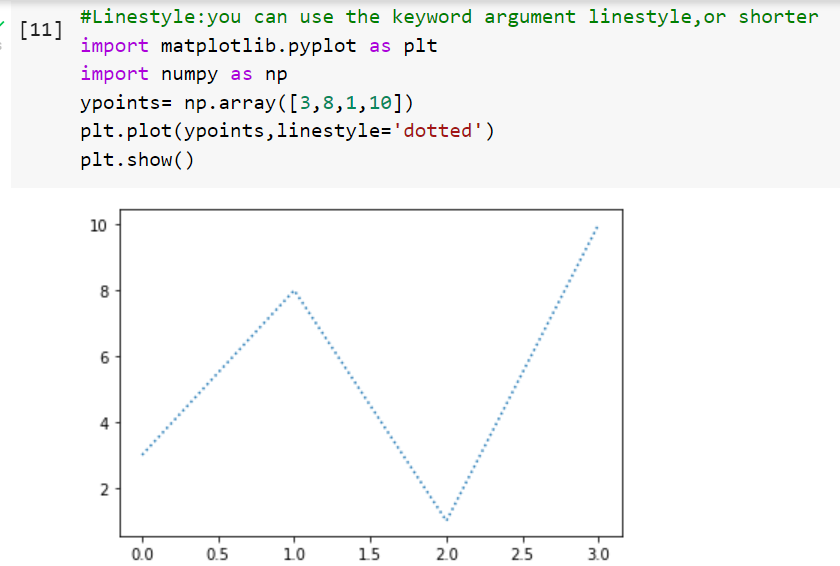 #Linestyle:you can use the keyword argument linestyle,or shorter
[11]
import matplotlib.pyplot as plt
import numpy as np
ypoints= np.array([3,8,1,10])
plt.plot(ypoints,linestyle='dotted')
plt.show()
10
8
6
4
2
0.0 0.5 1.0 1.5 2.0 2.5 3.0